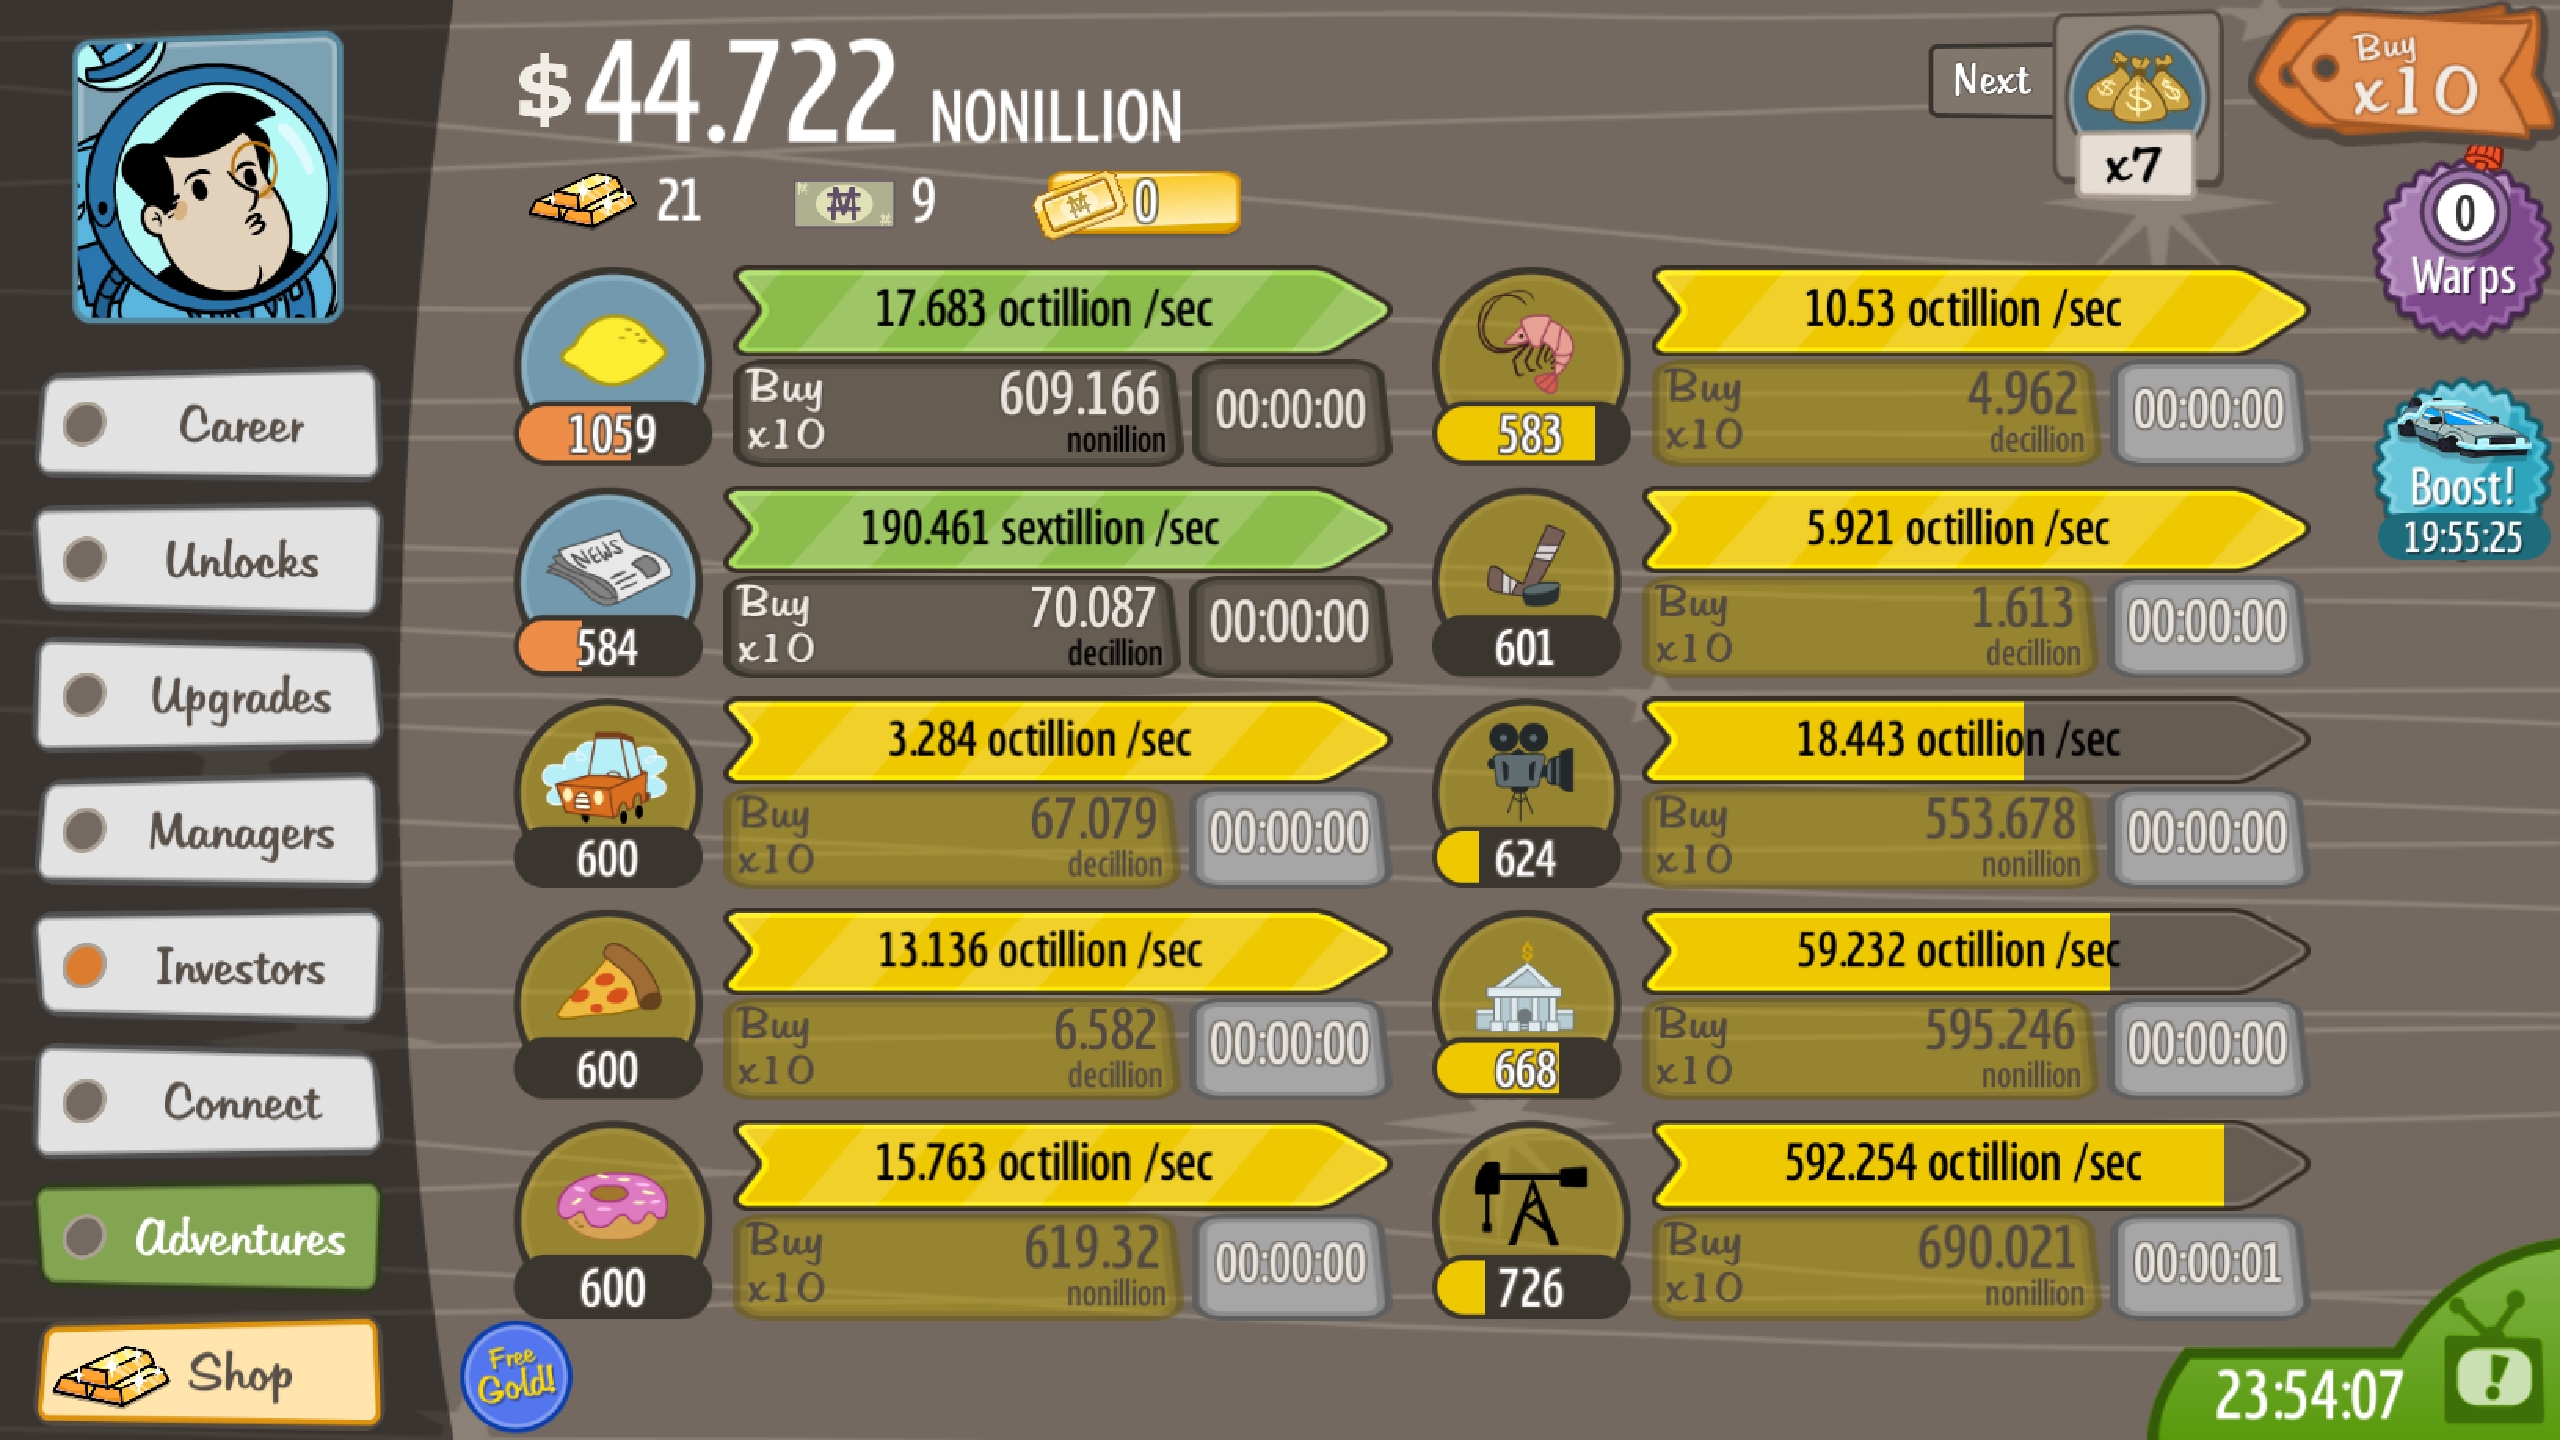 $44.722 NONILLION
21
9
0
Next
x7
Buy
x10
0
Warps
Boost!
19:55:25
Career
Unlocks
Upgrades
Managers
Investors
Connect
Adventures
Shop
17.683 octillion /sec
1059
Buy
x10
609.166
nonillion
00:00:00
NEWS
190.461 sextillion /sec
584
Buy
x10
70.087
decillion
00:00:00
3.284 octillion /sec
600
Buy
x10
67.079
decillion
00:00:00
13.136 octillion /sec
600
Buy
x10
6.582
decillion
00:00:00
15.763 octillion /sec
600
Buy
x10
619.32
nonillion
00:00:00
10.53 octillion /sec
583
Buy
x10
4.962
decillion
00:00:00
5.921 octillion /sec
601
Buy
x10
1.613
decillion
00:00:00
18.443 octillion /sec
624
Buy
x10
553.678
nonillion
00:00:00
59.232 octillion /sec
668
Buy
x10
595.246
nonillion
00:00:00
592.254 octillion /sec
726
Buy
x10
690.021
nonillion
00:00:01
Free
Gold!
23:54:07
!